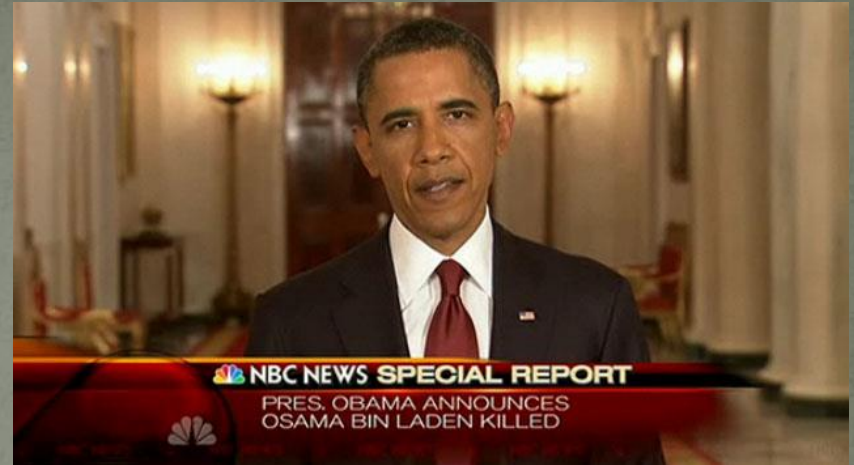 NBC NEWS SPECIAL REPORT
PRES. OBAMA ANNOUNCES
OSAMA BIN LADEN KILLED